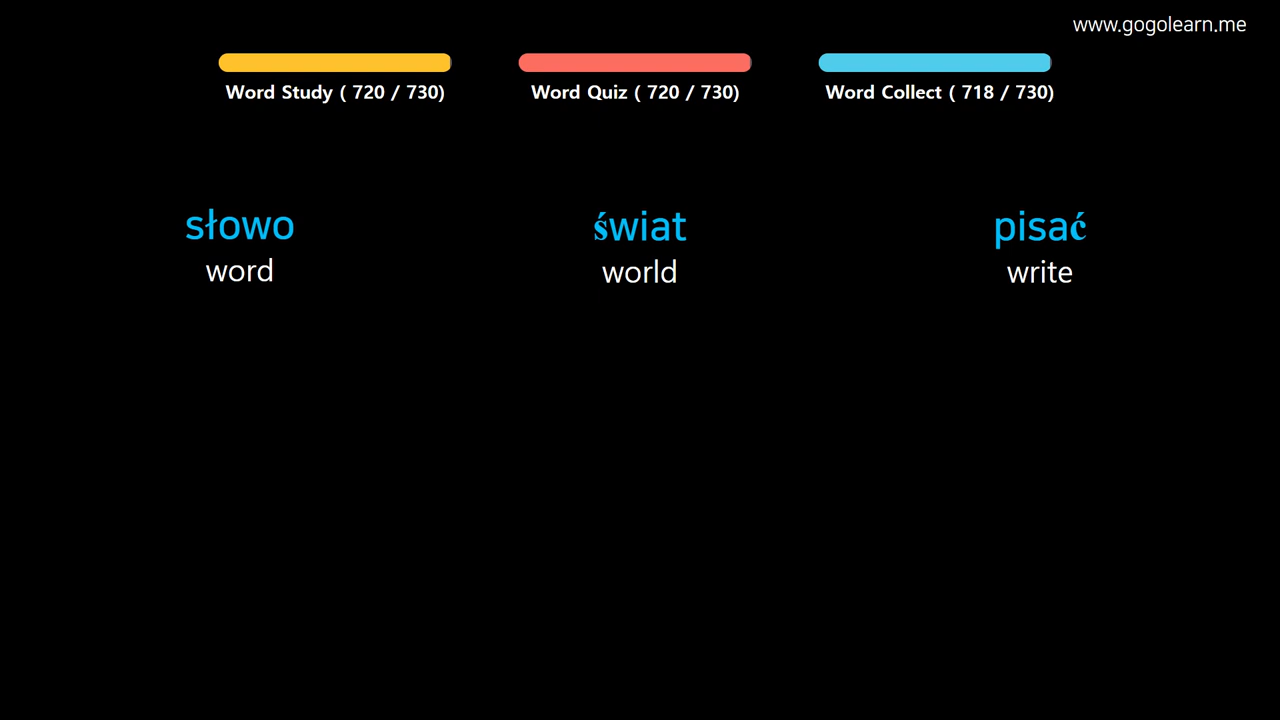 www.gogolearn.me
Word Study ( 720 / 730)
Word Quiz ( 720 / 730)
Word Collect ( 718 / 730)
słowo
word
świat
world
pisać
write